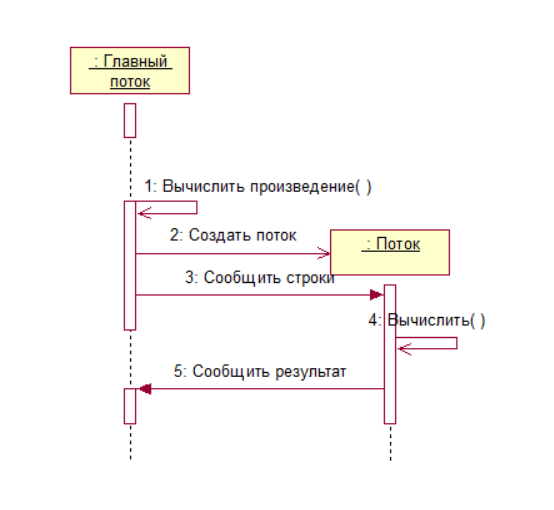 : Главный
поток
1: Вычислить произведение( )
2: Создать поток
: Поток
3: Сообщить строки
4: Вычислить( )
5: Сообщить результат